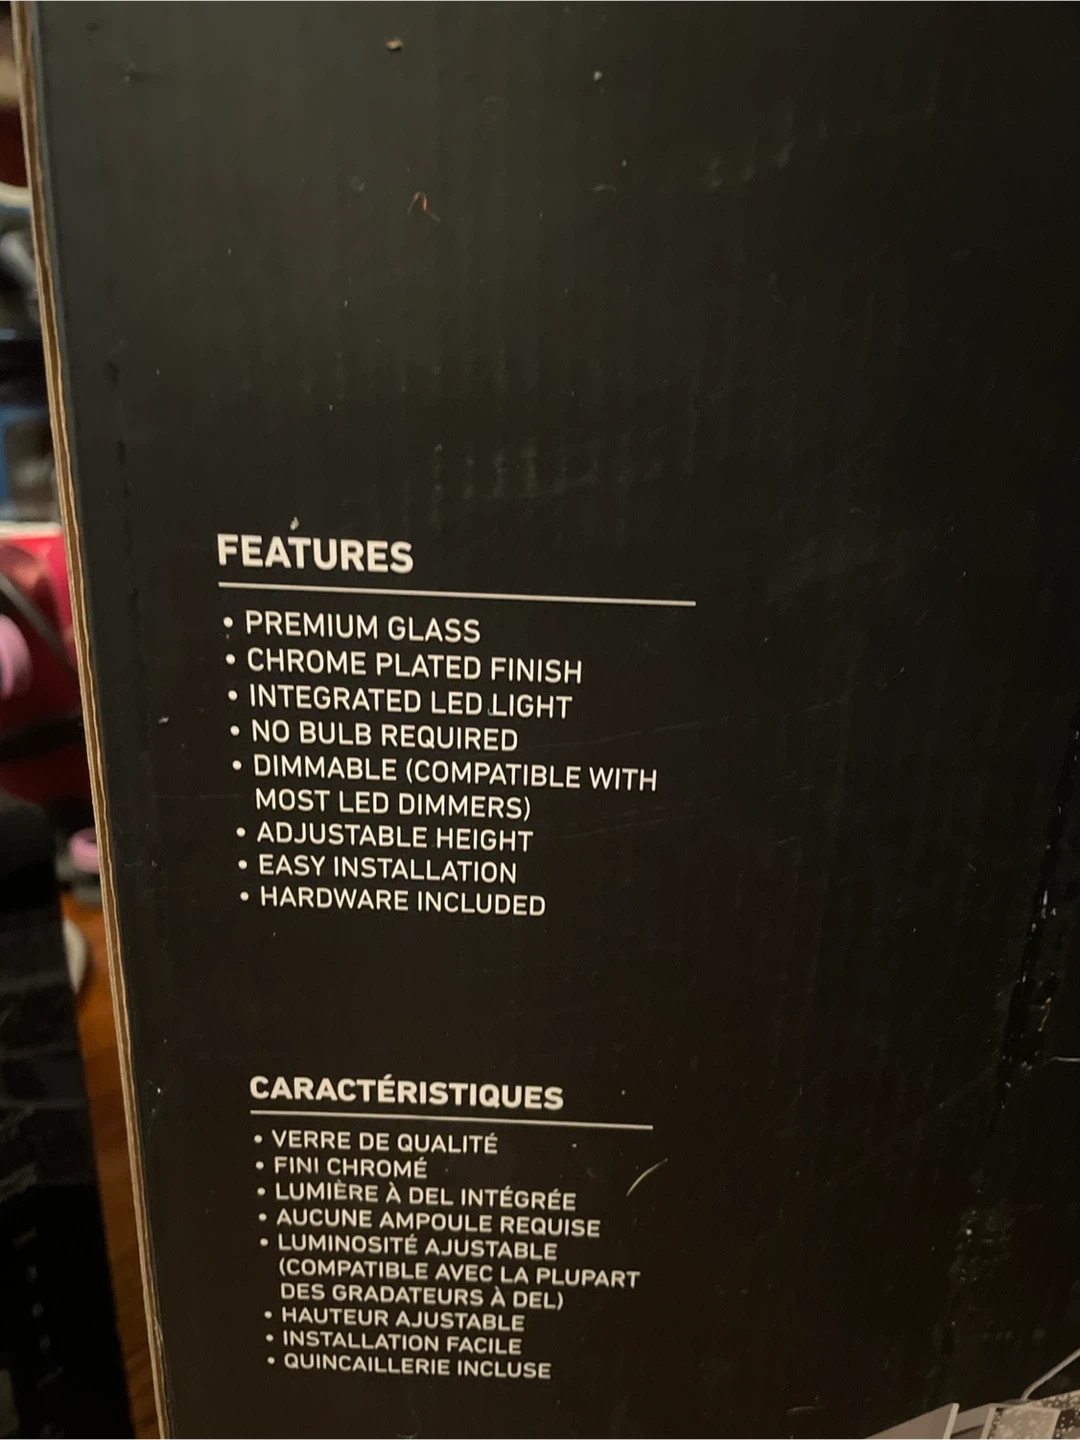 FEATURES
• PREMIUM GLASS
• CHROME PLATED FINISH
• INTEGRATED LED LIGHT
• NO BULB REQUIRED
• DIMMABLE (COMPATIBLE WITH
MOST LED DIMMERS)
• ADJUSTABLE HEIGHT
• EASY INSTALLATION
• HARDWARE INCLUDED
CARACTÉRISTIQUES
• VERRE DE QUALITÉ
• FINI CHROMÉ
• LUMIÈRE À DEL INTÉGRÉE
• AUCUNE AMPOULE REQUISE
• LUMINOSITÉ AJUSTABLE
(COMPATIBLE AVEC LA PLUPART
DES GRADATEURS À DEL)
• HAUTEUR AJUSTABLE
• INSTALLATION FACILE
• QUINCAILLERIE INCLUSE